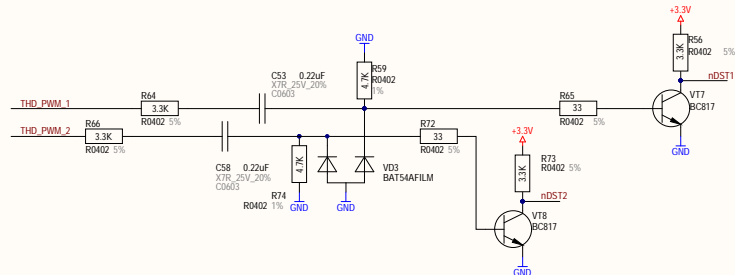 +3.3V
GND
R56
3.3K
5%
R0402
nDST1
R59
4.7K
R0402
1%
C53 0.22uF
X7R_25V_20%
C0603
R64
3.3K
R0402 5%
THD_PWM_1
R65
33
R0402 5%
VT7
BC817
GND
THD_PWM_2
R66
3.3K
R0402 5%
R72
33
R0402 5%
+3.3V
C58 0.22uF
X7R_25V_20%
C0603
4.7K
R74
R0402 1%
GND
GND
VD3
BAT54AFILM
R73
3.3K
R0402 5%
nDST2
VT8
BC817
GND